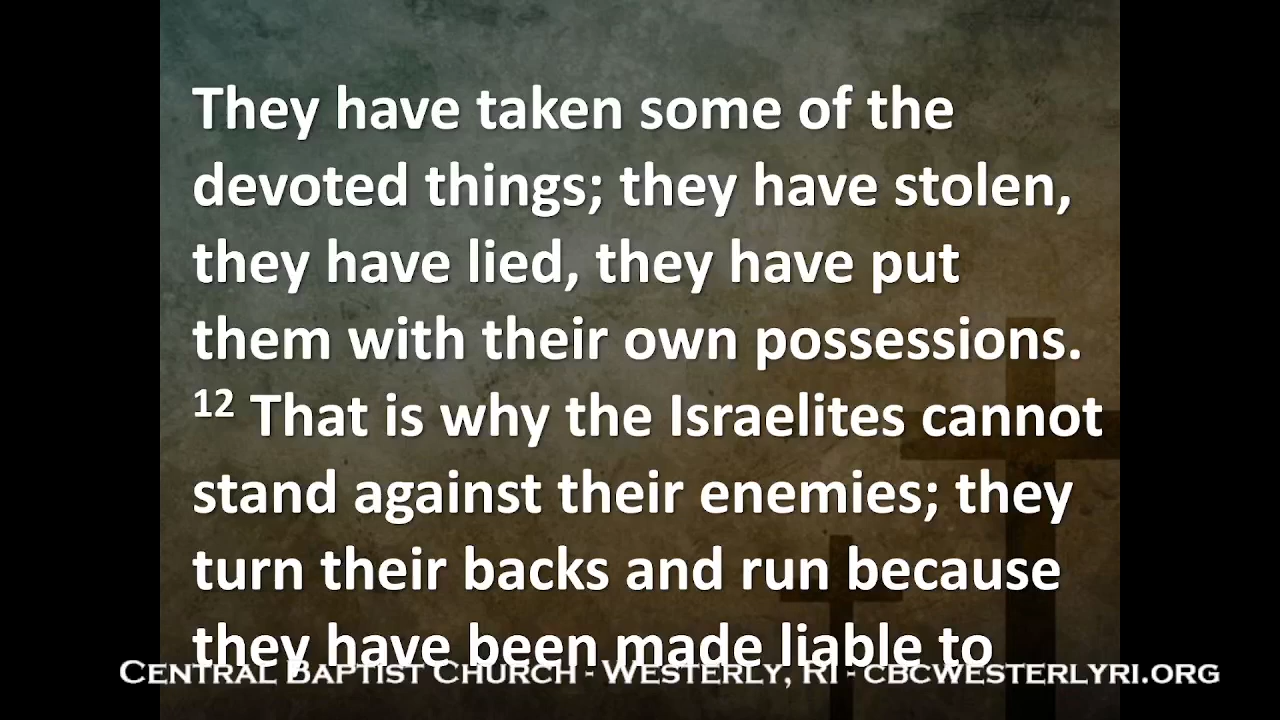 They have taken some of the
devoted things; they have stolen,
they have lied, they have put
them with their own possessions.
12 That is why the Israelites cannot
stand against their enemies; they
turn their backs and run because
they have been made liable to
Central Baptist Church - Westerly, RI - cbcwesterlyri.org